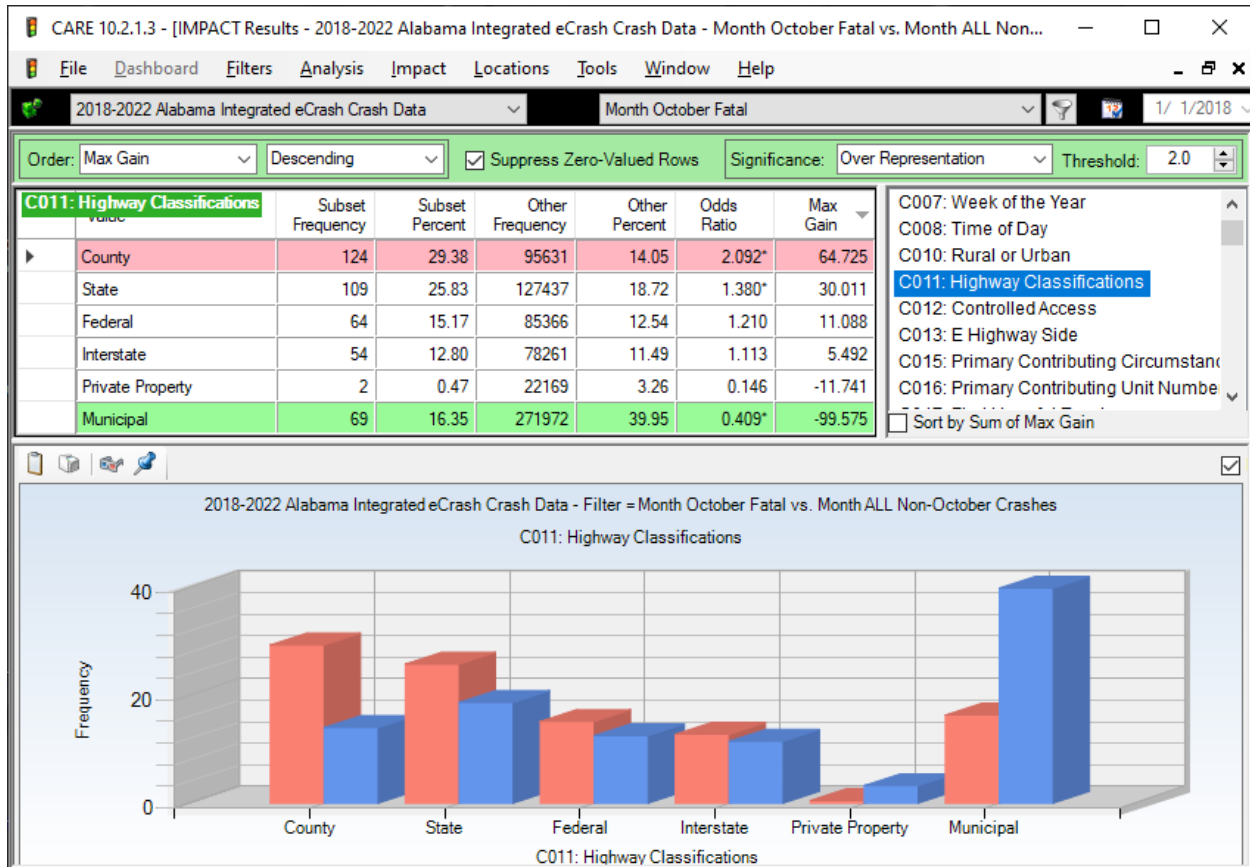 CARE 10.2.1.3 - [IMPACT Results - 2018-2022 Alabama Integrated eCrash Crash Data - Month October Fatal vs. Month ALL Non...
File Dashboard Filters Analysis Impact Locations Tools Window Help
2018-2022 Alabama Integrated eCrash Crash Data Month October Fatal 1/ 1/2018
Order: Max Gain Descending Suppress Zero-Valued Rows Significance: Over Representation Threshold: 2.0
C011: Highway Classifications Subset Frequency Subset Percent Other Frequency Other Percent Odds Ratio Max Gain
County 124 29.38 95631 14.05 2.092* 64.725
State 109 25.83 127437 18.72 1.380* 30.011
Federal 64 15.17 85366 12.54 1.210 11.088
Interstate 54 12.80 78261 11.49 1.113 5.492
Private Property 2 0.47 22169 3.26 0.146 -11.741
Municipal 69 16.35 271972 39.95 0.409* -99.575
C007: Week of the Year
C008: Time of Day
C010: Rural or Urban
C011: Highway Classifications
C012: Controlled Access
C013: E Highway Side
C015: Primary Contributing Circumstanc
C016: Primary Contributing Unit Numbe
Sort by Sum of Max Gain
2018-2022 Alabama Integrated eCrash Crash Data - Filter = Month October Fatal vs. Month ALL Non-October Crashes
C011: Highway Classifications
Frequency
40
20
0
County State Federal Interstate Private Property Municipal
C011: Highway Classifications